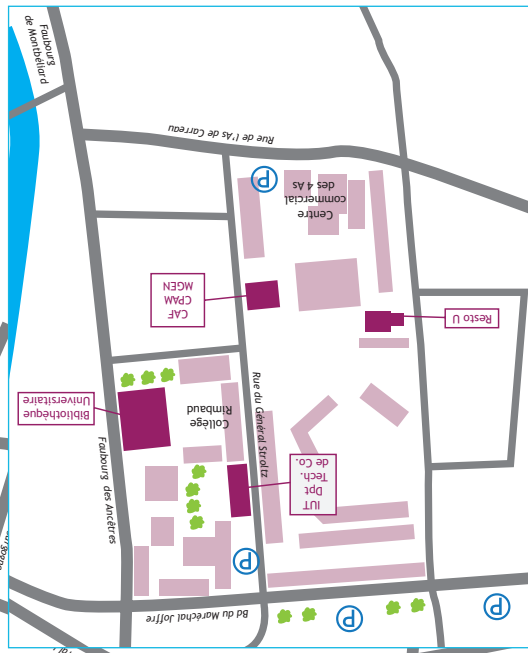 Bd du Maréchal Joffre
P
P
P
IUT
Dpt
Tech.
de Co.
Faubourg des Ancêtres
Collège
Rimbaud
Bibliothèque
Universitaire
Rue du Général Stroltz
Resto U
CAF
CPAM
MGEN
Centre
commercial
des 4 As
P
Rue de l'As de Carreau
Faubourg
de Montbéliard